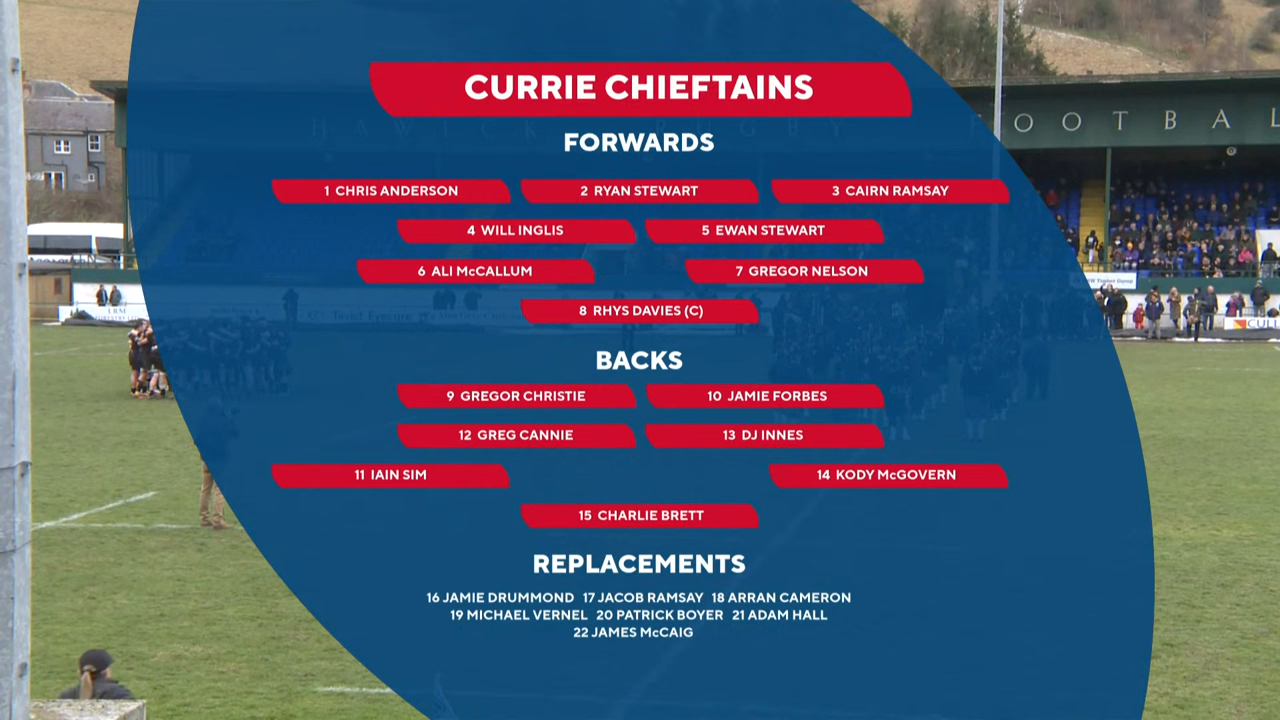 CURRIE CHIEFTAINS
HAWICK RUGBY FOOTBAL
FORWARDS
1 CHRIS ANDERSON
2 RYAN STEWART
3 CAIRN RAMSAY
4 WILL INGLIS
5 EWAN STEWART
6 ALI McCALLUM
7 GREGOR NELSON
8 RHYS DAVIES (C)
BACKS
9 GREGOR CHRISTIE
10 JAMIE FORBES
12 GREG CANNIE
13 DJ INNES
11 IAIN SIM
14 KODY McGOVERN
15 CHARLIE BRETT
REPLACEMENTS
16 JAMIE DRUMMOND 17 JACOB RAMSAY 18 ARRAN CAMERON
19 MICHAEL VERNEL 20 PATRICK BOYER 21 ADAM HALL
22 JAMES McCAIG